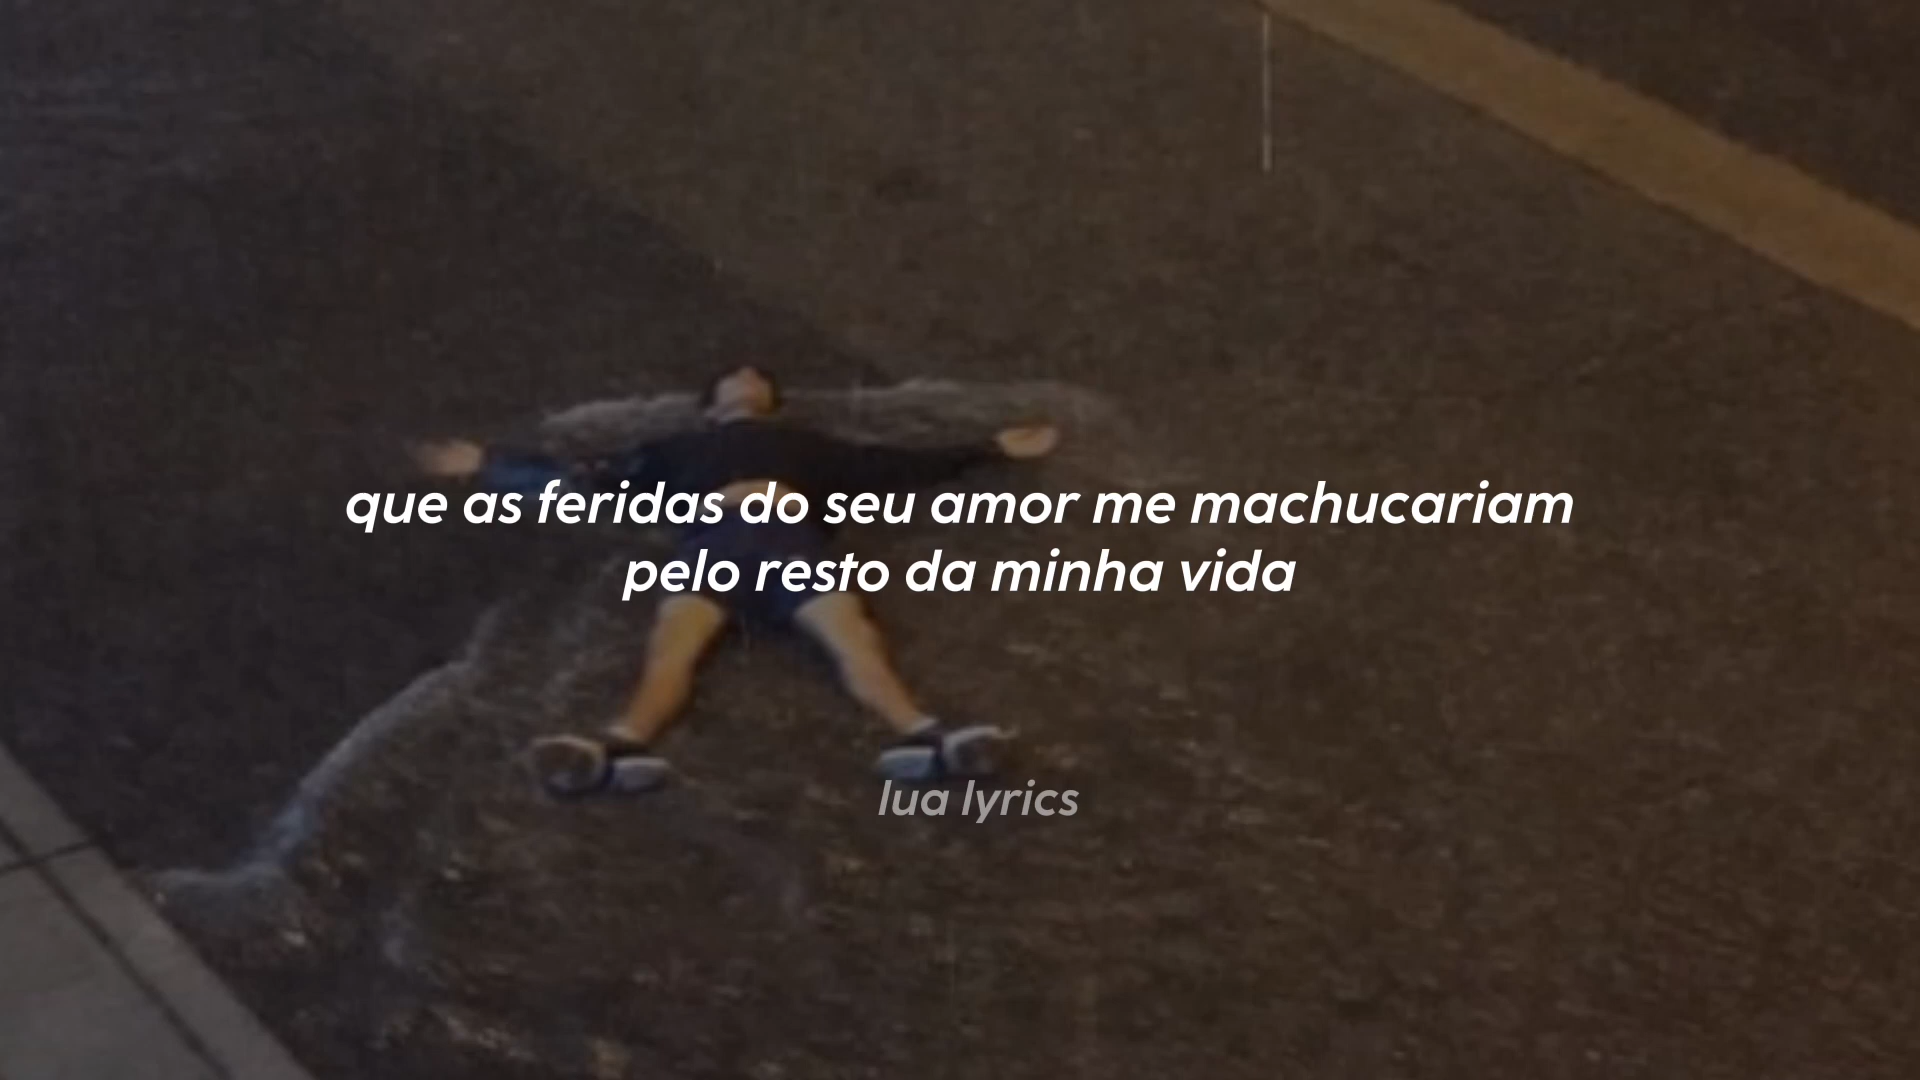 que as feridas do seu amor me machucariam
pelo resto da minha vida
lua lyrics